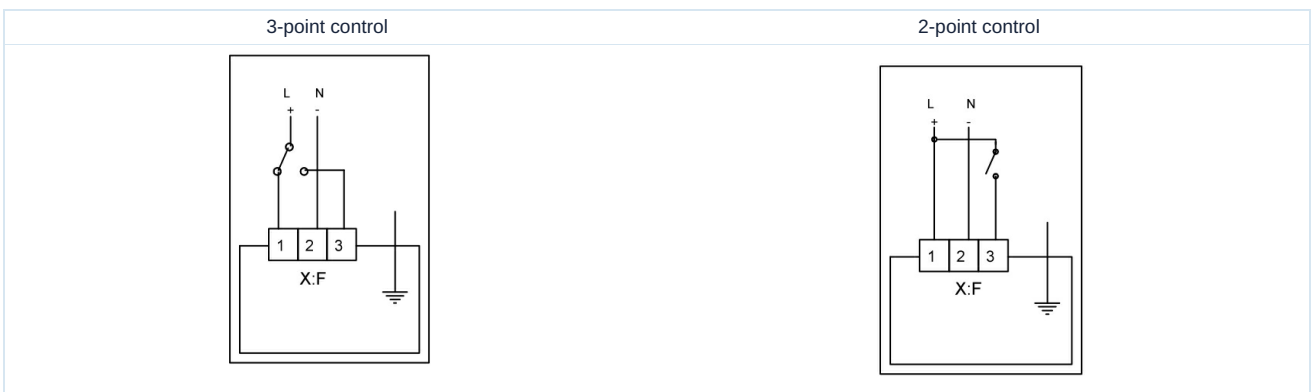 3-point control
2-point control
L N
+ -
1 2 3
X:F
L N
+ -
1 2 3
X:F